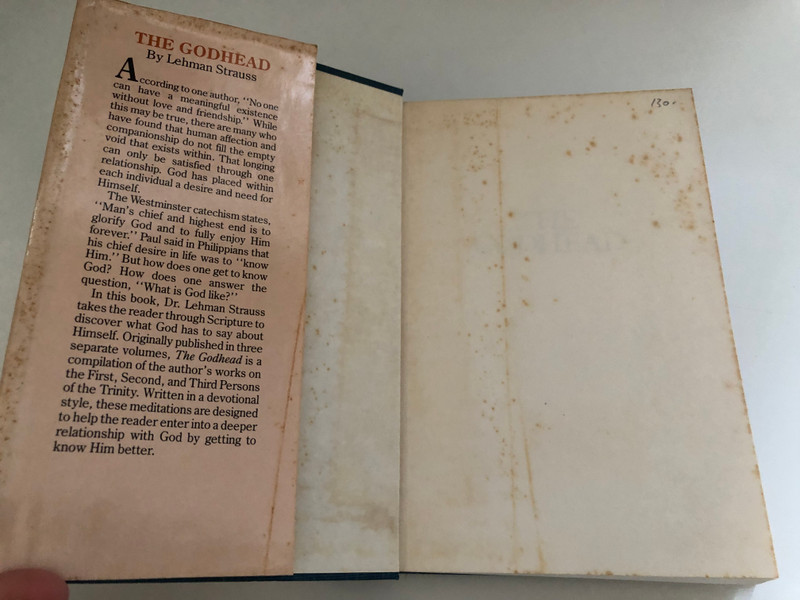 THE GODHEAD
By Lehman Strauss
According to one author, "No one
can have a meaningful existence
without love and friendship." While
this may be true, there are many who
have found that human affection and
companionship do not fill the empty
void that exists within. That longing
can only be satisfied through one
relationship. God has placed within
each individual a desire and need for
Himself.
The Westminster catechism states,
"Man's chief and highest end is to
glorify God and to fully enjoy Him
forever." Paul said in Philippians that
his chief desire in life was to "know
Him." But how does one get to know
God? How does one answer the
question, "What is God like?"
In this book, Dr. Lehman Strauss
takes the reader through Scripture to
discover what God has to say about
Himself. Originally published in three
separate volumes, The Godhead is a
compilation of the author's works on
the First, Second, and Third Persons
of the Trinity. Written in a devotional
style, these meditations are designed
to help the reader enter into a deeper
relationship with God by getting to
know Him better.
130-